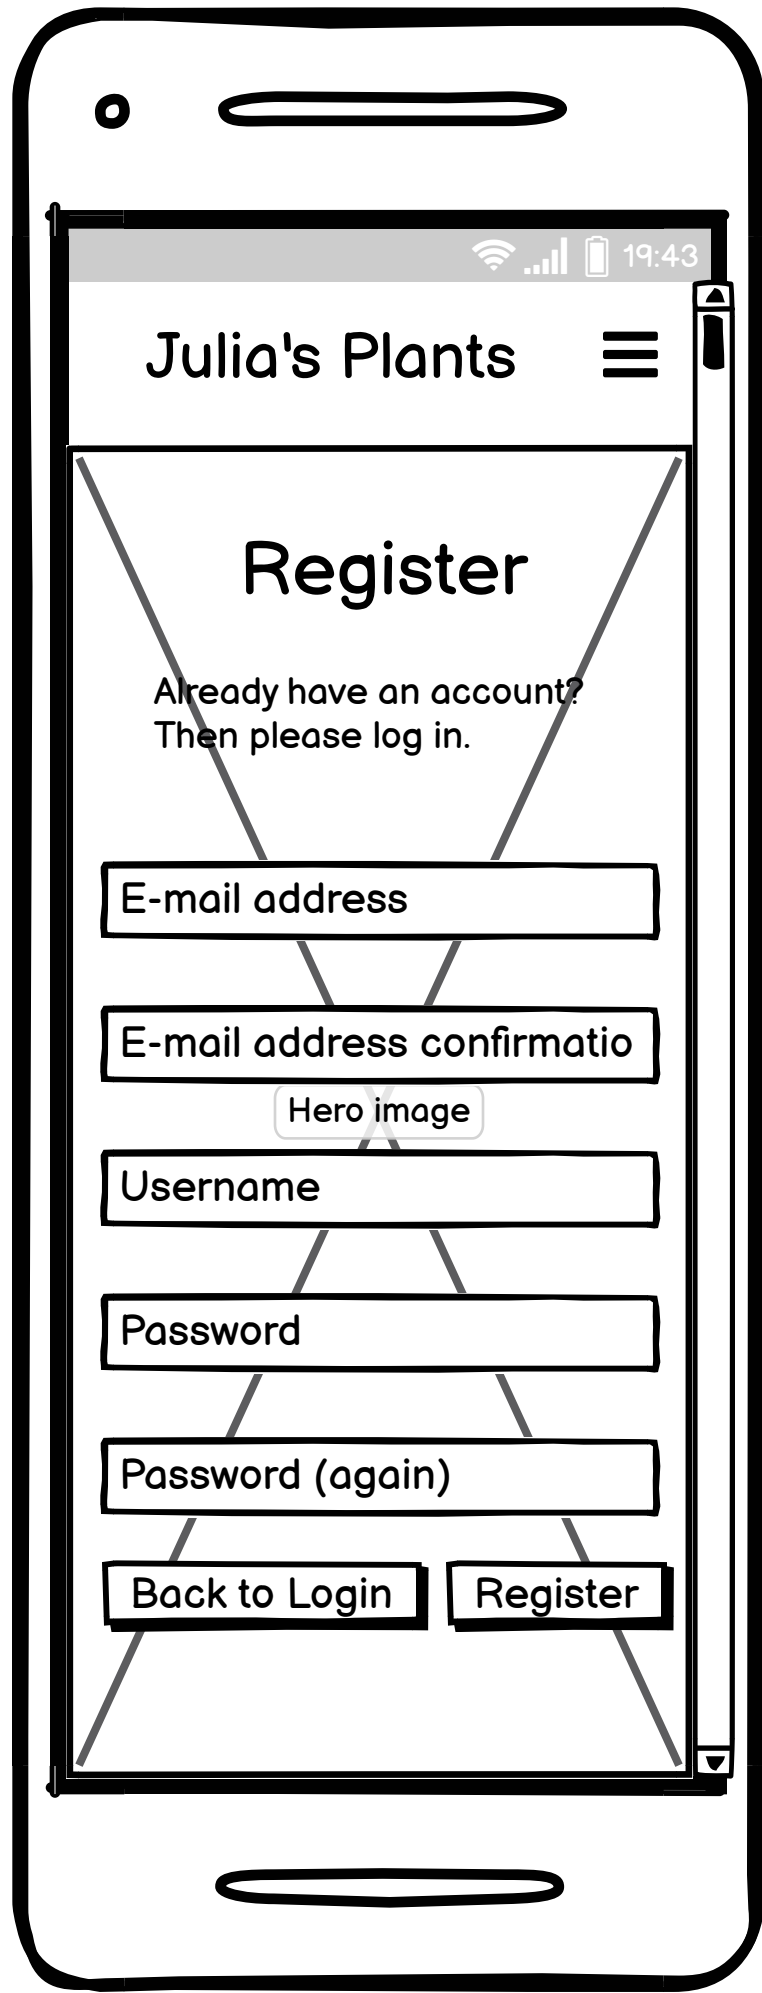 19:43
Julia's Plants
Register
Already have an account?
Then please log in.
E-mail address
E-mail address confirmatio
Hero image
Username
Password
Password (again)
Back to Login
Register